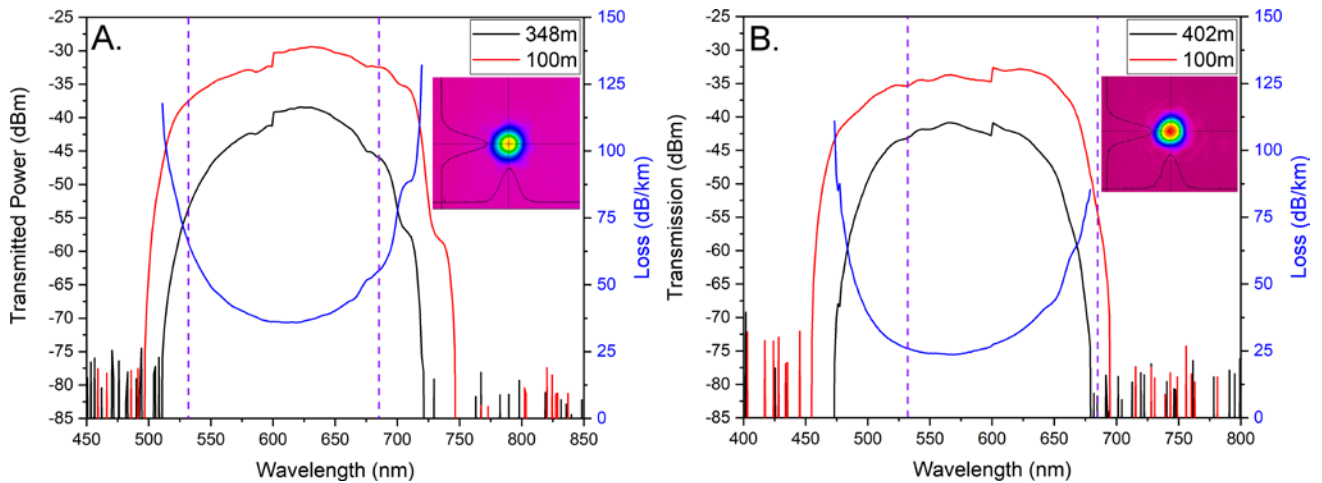 A.
348m
100m
-25
-30
-35
-40
-45
-50
-55
-60
-65
-70
-75
-80
-85
Transmitted Power (dBm)
450 500 550 600 650 700 750 800 850
Wavelength (nm)
150
125
100
75
50
25
0
Loss (dB/km)
B.
402m
100m
-25
-30
-35
-40
-45
-50
-55
-60
-65
-70
-75
-80
-85
Transmission (dBm)
400 450 500 550 600 650 700 750 800
Wavelength (nm)
150
125
100
75
50
25
0
Loss (dB/km)